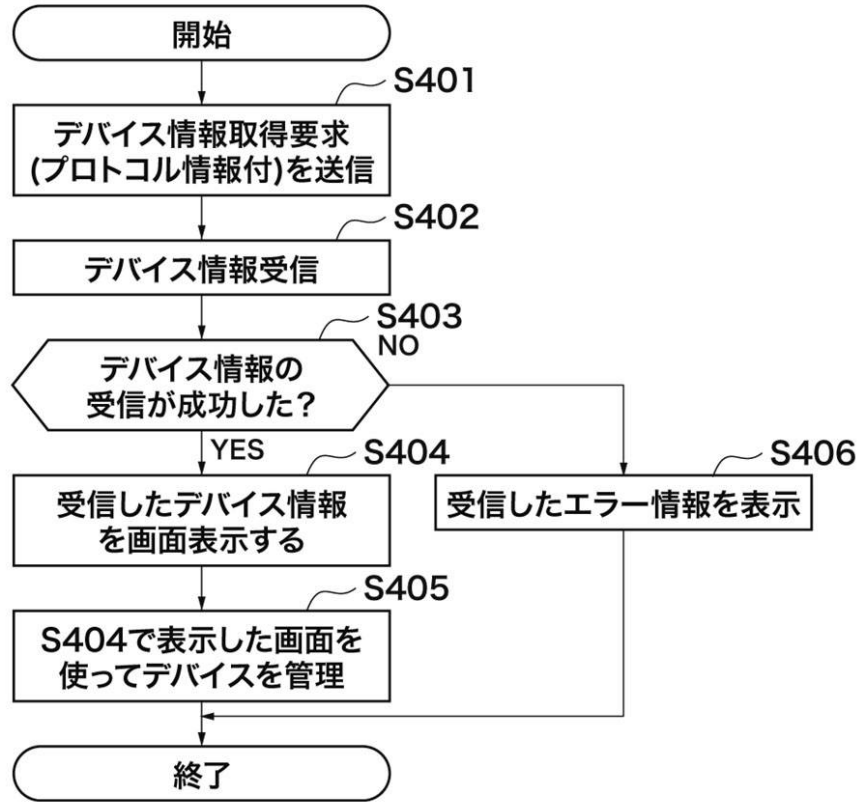 開始
S401
デバイス情報取得要求
(プロトコル情報付)を送信
S402
デバイス情報受信
S403
デバイス情報の
受信が成功した？
NO
YES
S404
受信したデバイス情報
を画面表示する
S406
受信したエラー情報を表示
S405
S404で表示した画面を
使ってデバイスを管理
終了